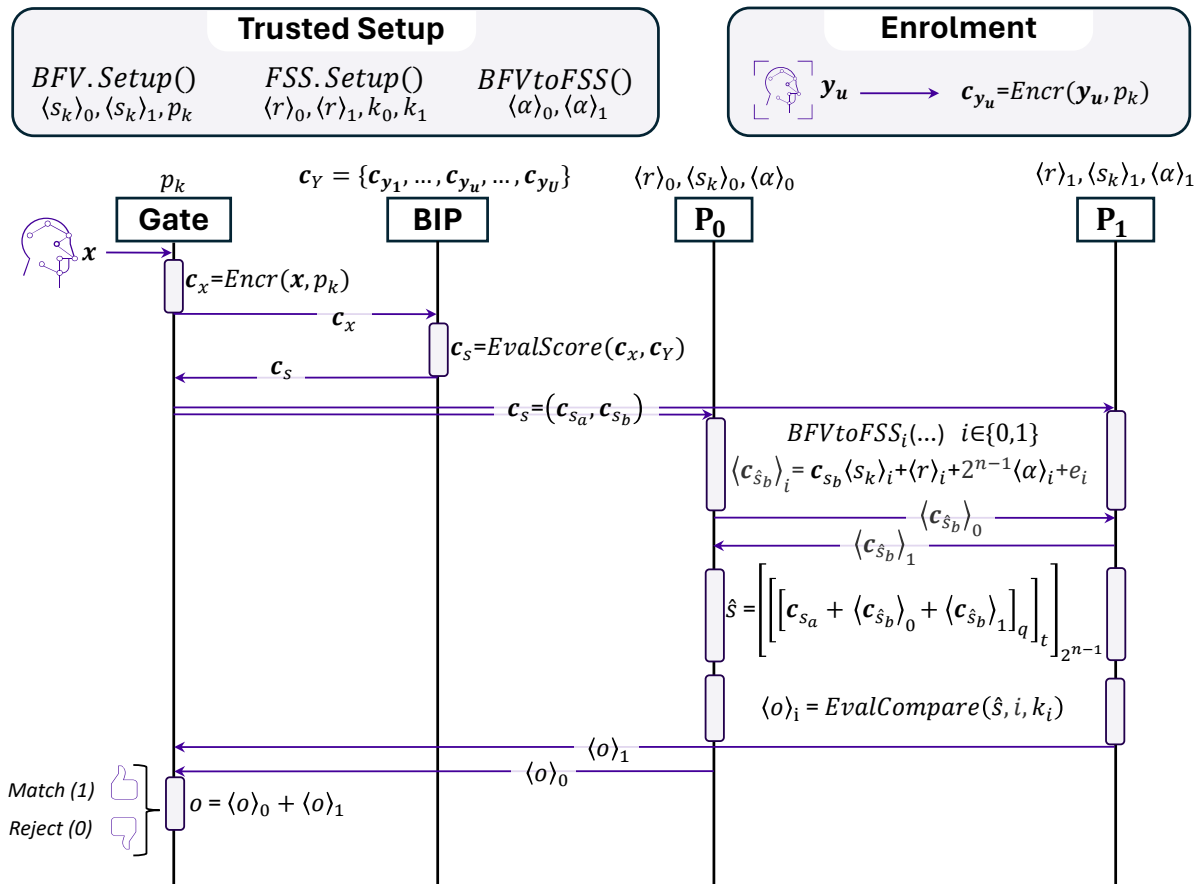 Trusted Setup
BFV.Setup() FSS.Setup() BFVtoFSS()
⟨s_k⟩_0, ⟨s_k⟩_1, p_k ⟨r⟩_0, ⟨r⟩_1, k_0, k_1 ⟨α⟩_0, ⟨α⟩_1
Enrolment
y_u c_{y_u}=Encr(y_u, p_k)
p_k c_Y = {c_{y_1}, ..., c_{y_u}, ..., c_{y_U}} ⟨r⟩_0, ⟨s_k⟩_0, ⟨α⟩_0 ⟨r⟩_1, ⟨s_k⟩_1, ⟨α⟩_1
Gate BIP P_0 P_1
x
c_x=Encr(x, p_k)
c_x
c_s=EvalScore(c_x, c_Y)
c_s
c_s=(c_{s_a}, c_{s_b})
BFVtoFSS_i(...) i∈{0,1}
⟨c_{ŝ_b}⟩_i = c_{s_b}⟨s_k⟩_i+⟨r⟩_i+2^{n-1}⟨α⟩_i+e_i
⟨c_{ŝ_b}⟩_0
⟨c_{ŝ_b}⟩_1
ŝ = [[[c_{s_a} + ⟨c_{ŝ_b}⟩_0 + ⟨c_{ŝ_b}⟩_1]_q]_t]_{2^{n-1}}
⟨o⟩_i = EvalCompare(ŝ, i, k_i)
⟨o⟩_1
⟨o⟩_0
Match (1)
o = ⟨o⟩_0 + ⟨o⟩_1
Reject (0)